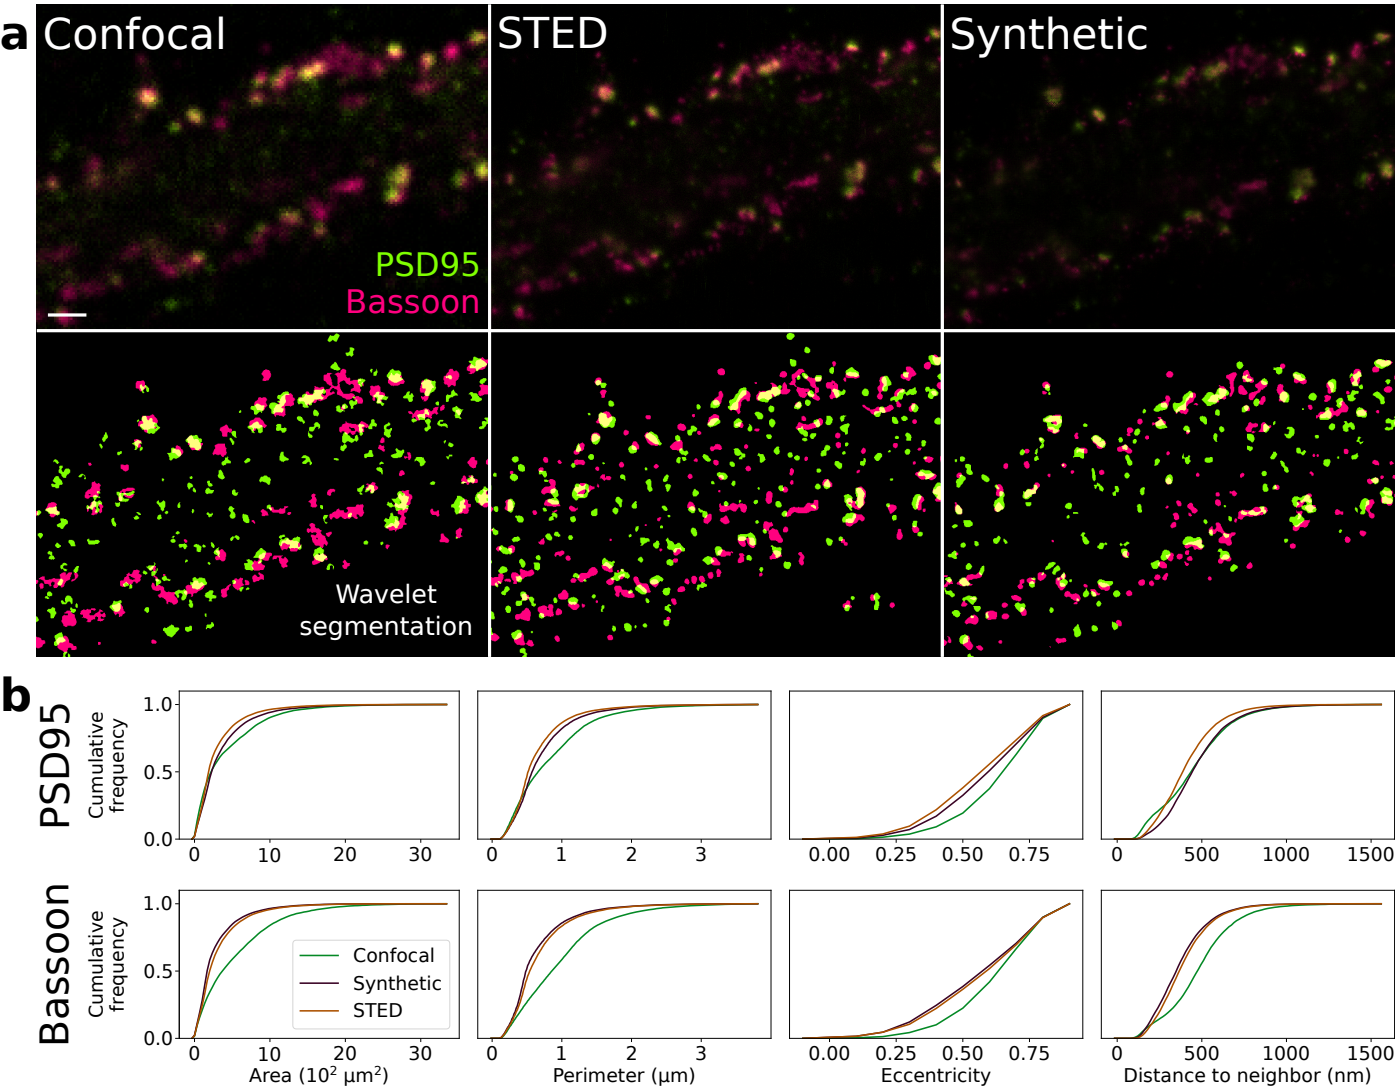 a
Confocal
STED
Synthetic
PSD95
Bassoon
Wavelet
segmentation
b
PSD95
Cumulative
frequency
1.0
0.5
0.0
0 10 20 30
0 1 2 3
0.00 0.25 0.50 0.75
0 500 1000 1500
Bassoon
Cumulative
frequency
1.0
0.5
0.0
Confocal
Synthetic
STED
0 10 20 30
0 1 2 3
0.00 0.25 0.50 0.75
0 500 1000 1500
Area (10² µm²)
Perimeter (µm)
Eccentricity
Distance to neighbor (nm)